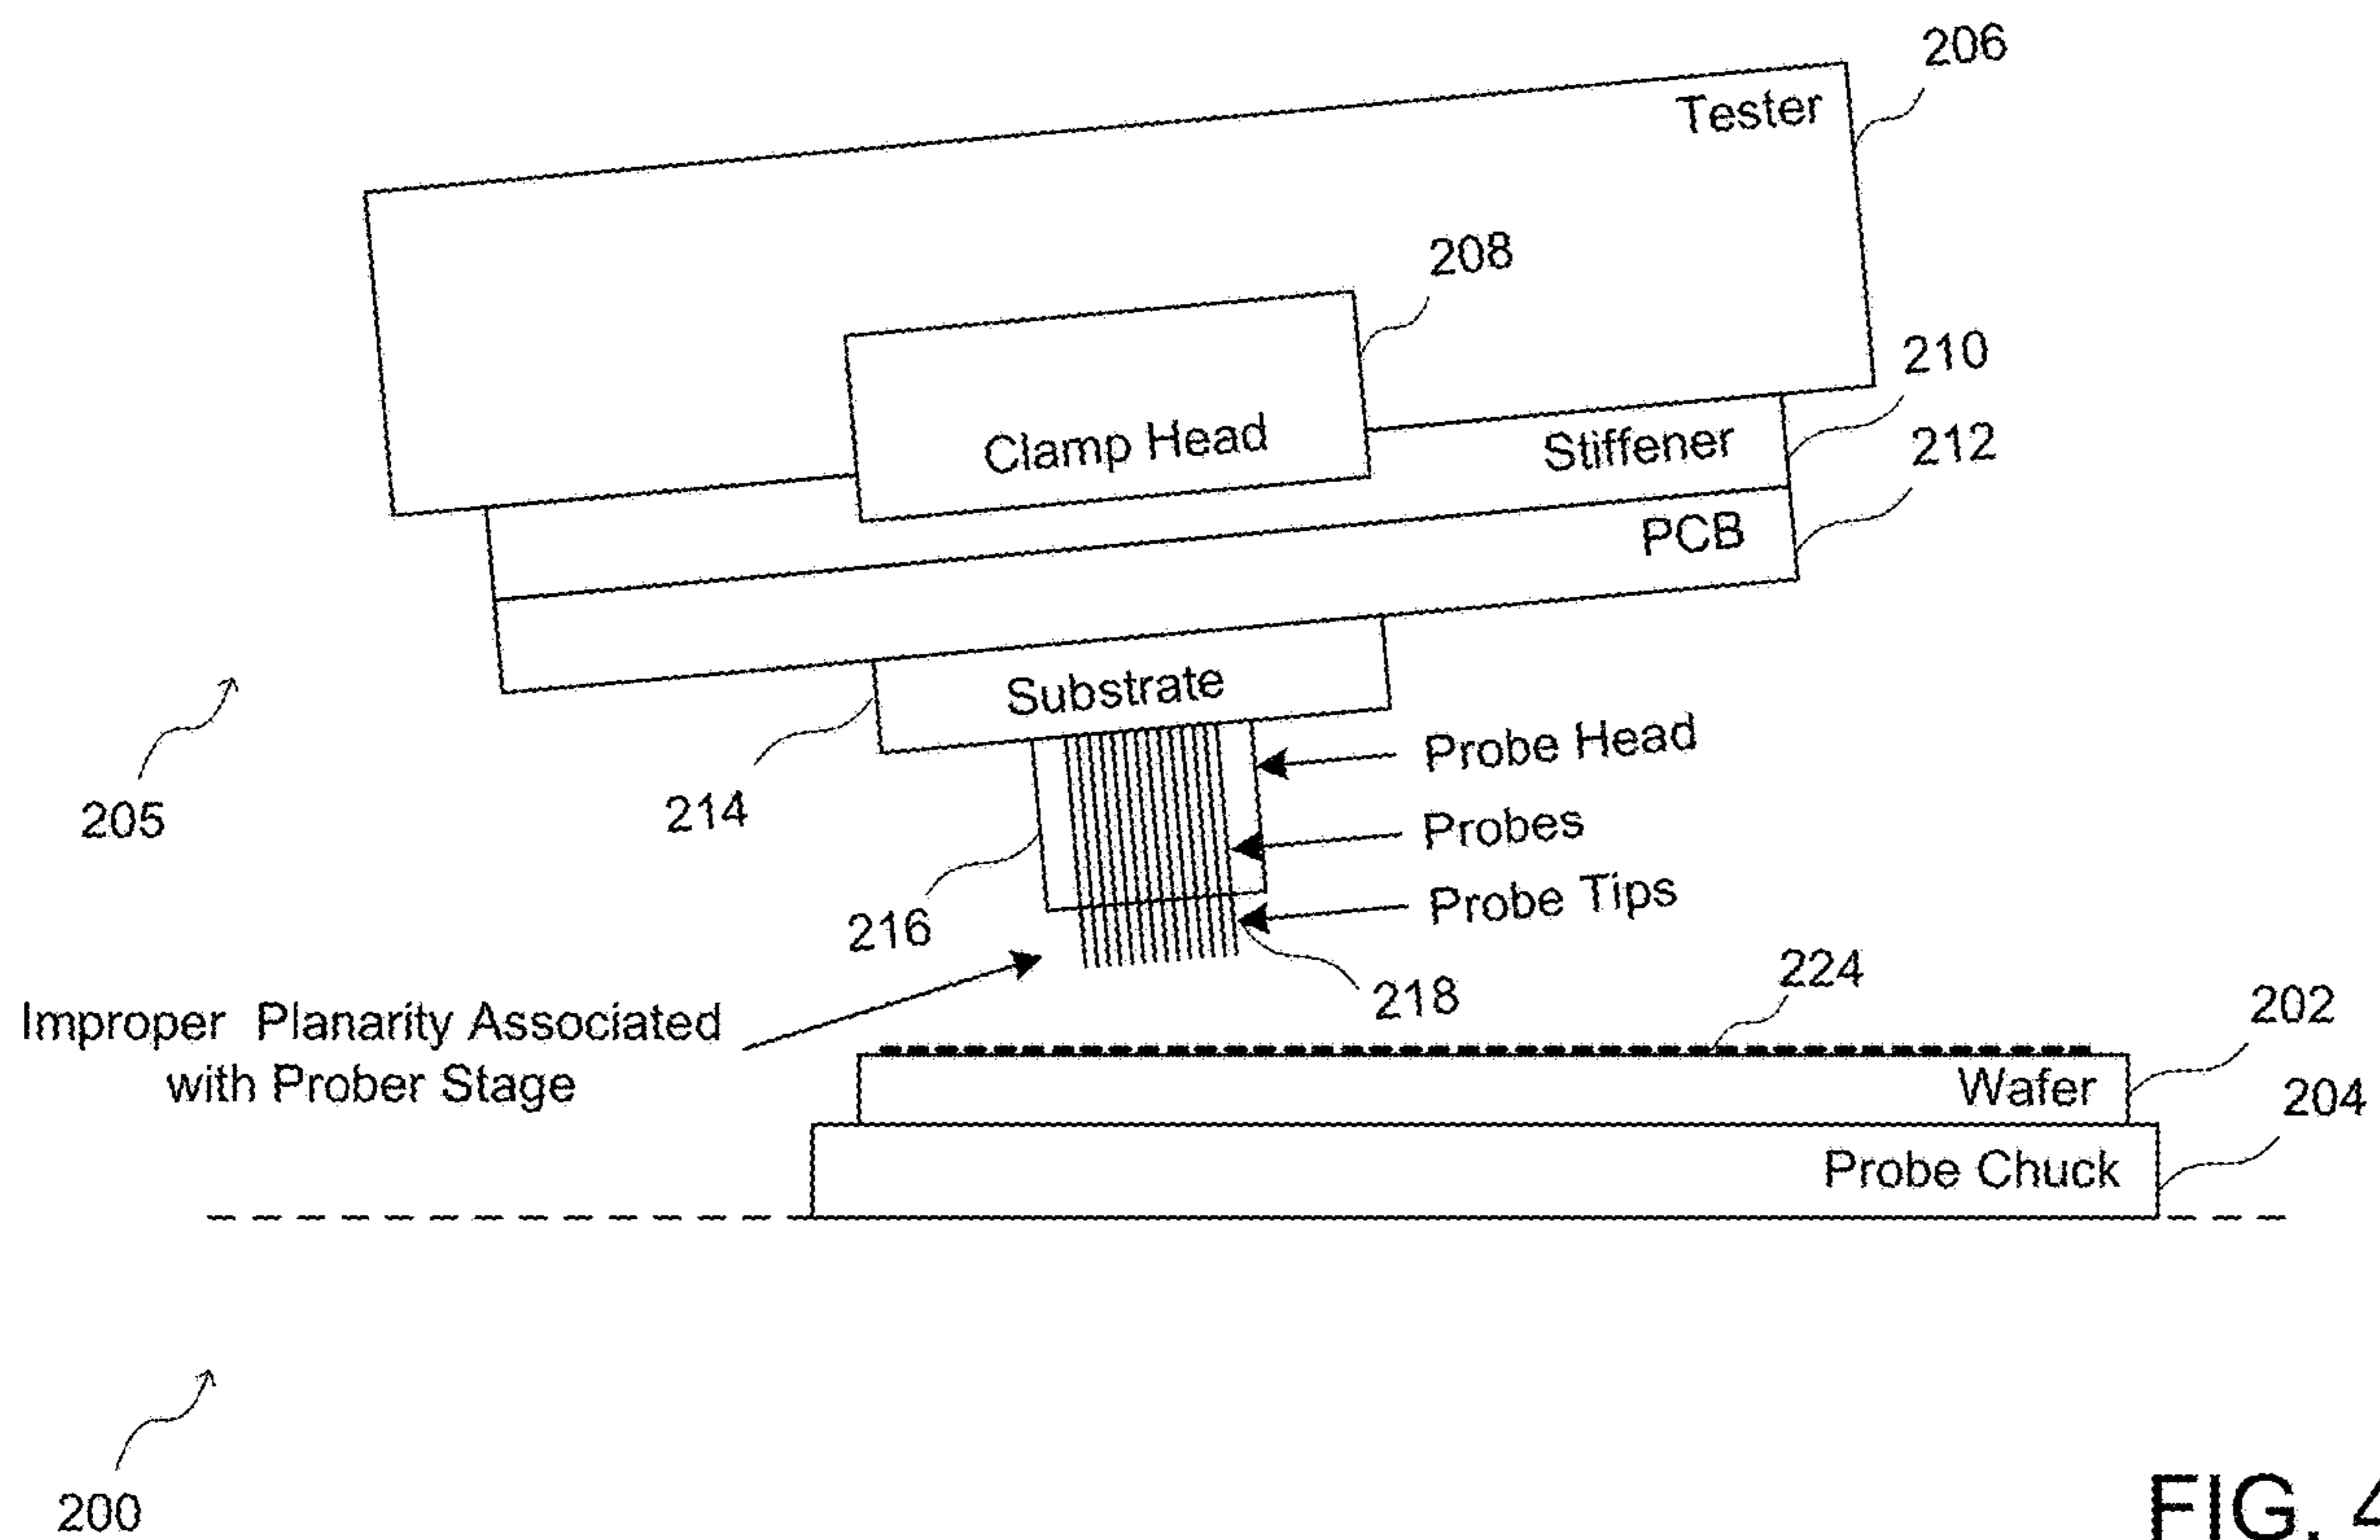 206
Tester
208
Clamp Head
210
Stiffener
212
PCB
Substrate
214
205
Probe Head
Probes
Probe Tips
216
218
Improper Planarity Associated
with Prober Stage
224
202
Wafer
204
Probe Chuck
200
FIG. 4